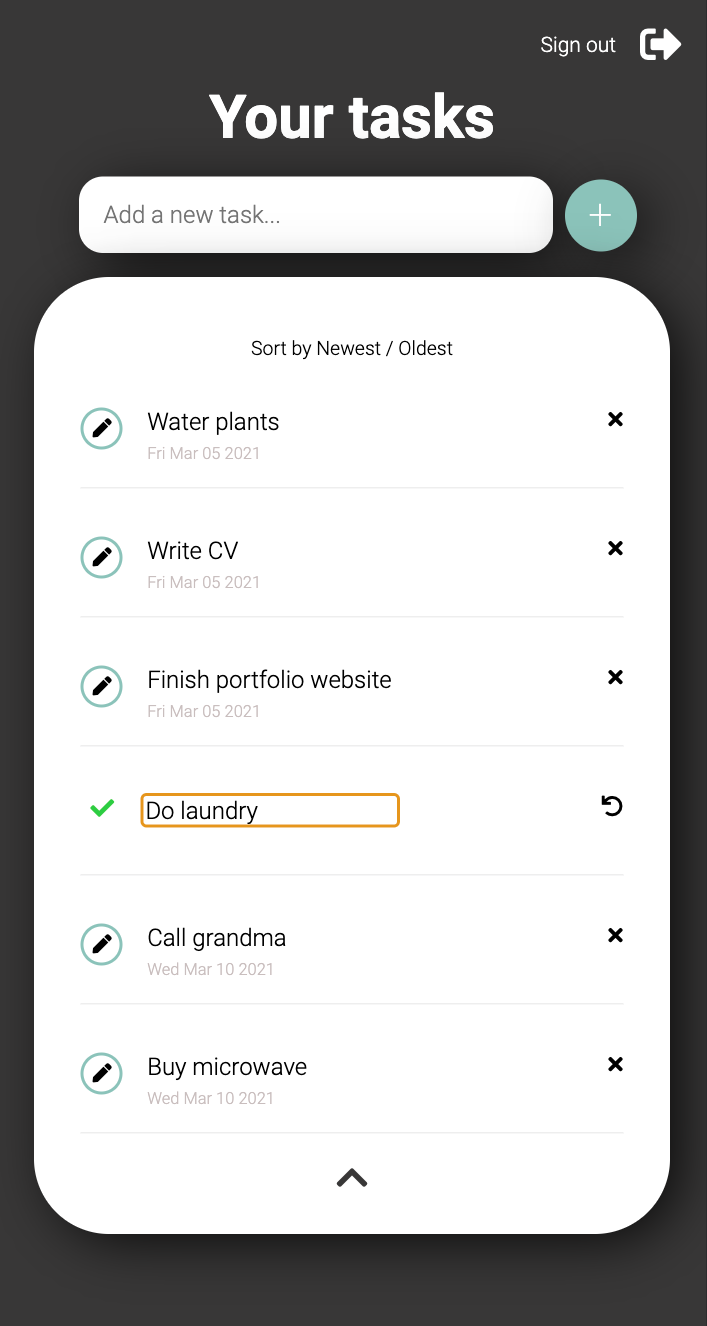 Sign out
Your tasks
Add a new task...
Sort by Newest / Oldest
Water plants
Fri Mar 05 2021
Write CV
Fri Mar 05 2021
Finish portfolio website
Fri Mar 05 2021
Do laundry
Call grandma
Wed Mar 10 2021
Buy microwave
Wed Mar 10 2021